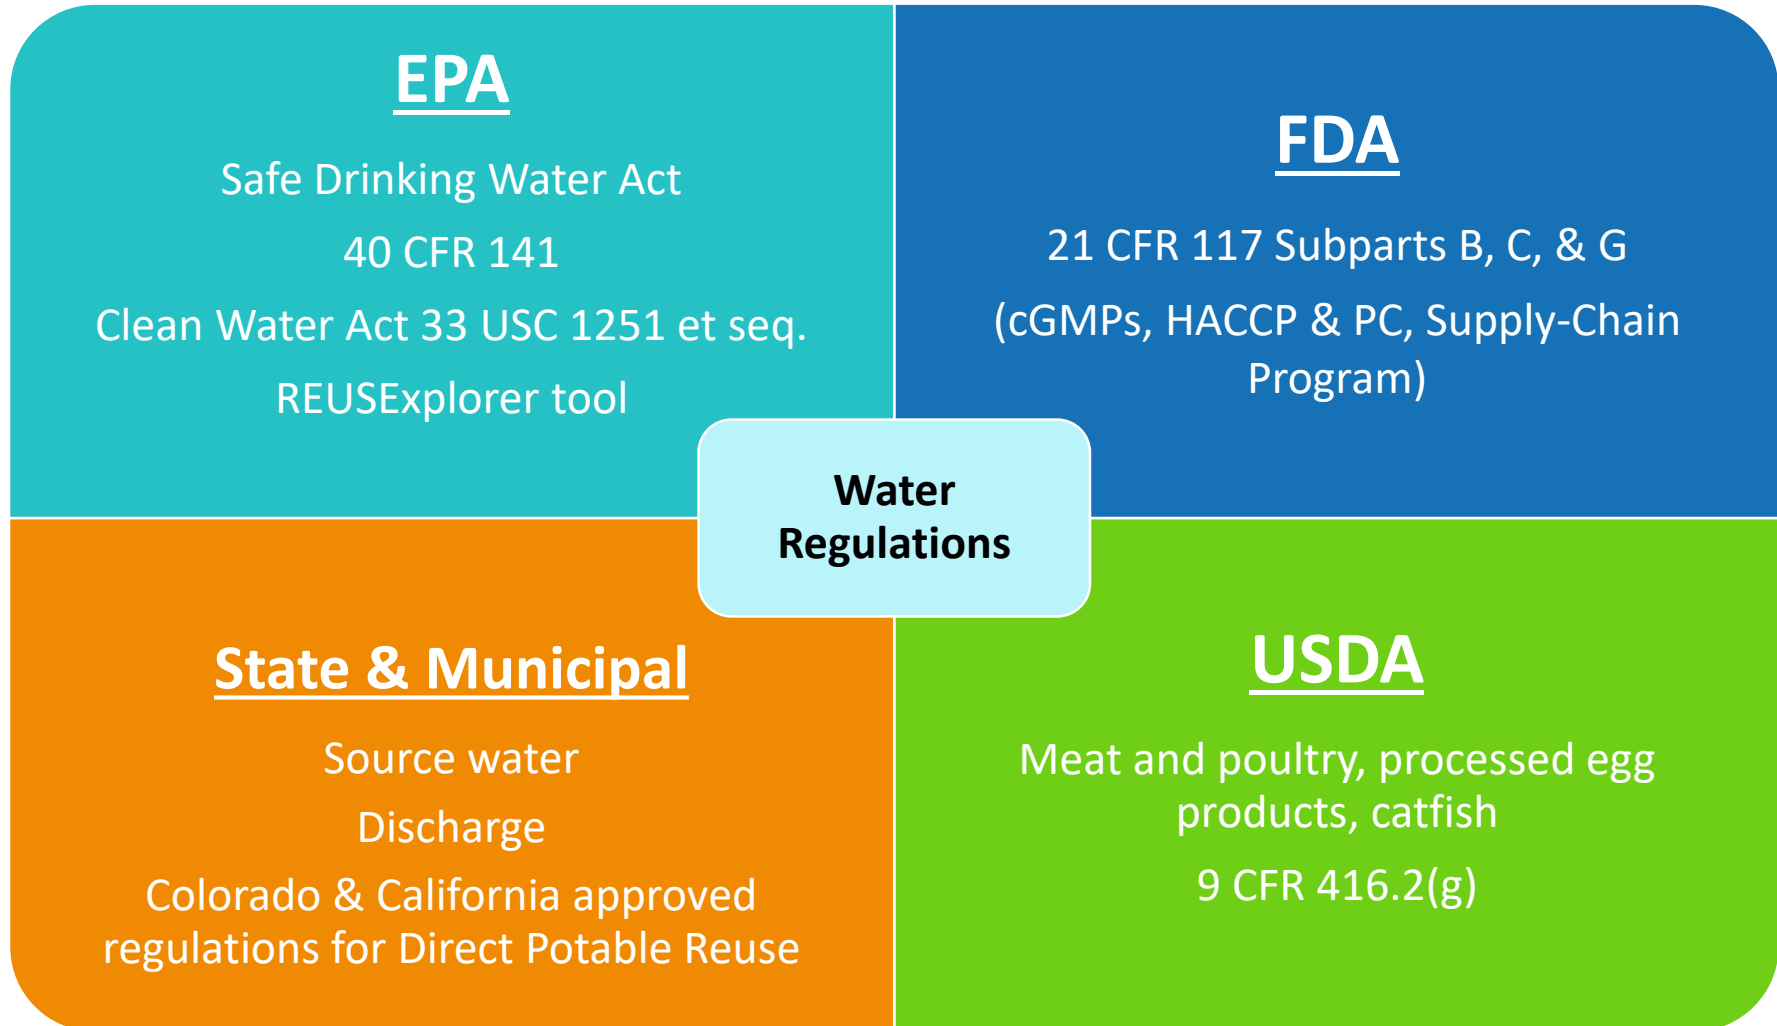 EPA
Safe Drinking Water Act
40 CFR 141
Clean Water Act 33 USC 1251 et seq.
REUSExplorer tool
FDA
21 CFR 117 Subparts B, C, & G
(cGMPs, HACCP & PC, Supply-Chain
Program)
Water
Regulations
State & Municipal
Source water
Discharge
Colorado & California approved
regulations for Direct Potable Reuse
USDA
Meat and poultry, processed egg
products, catfish
9 CFR 416.2(g)